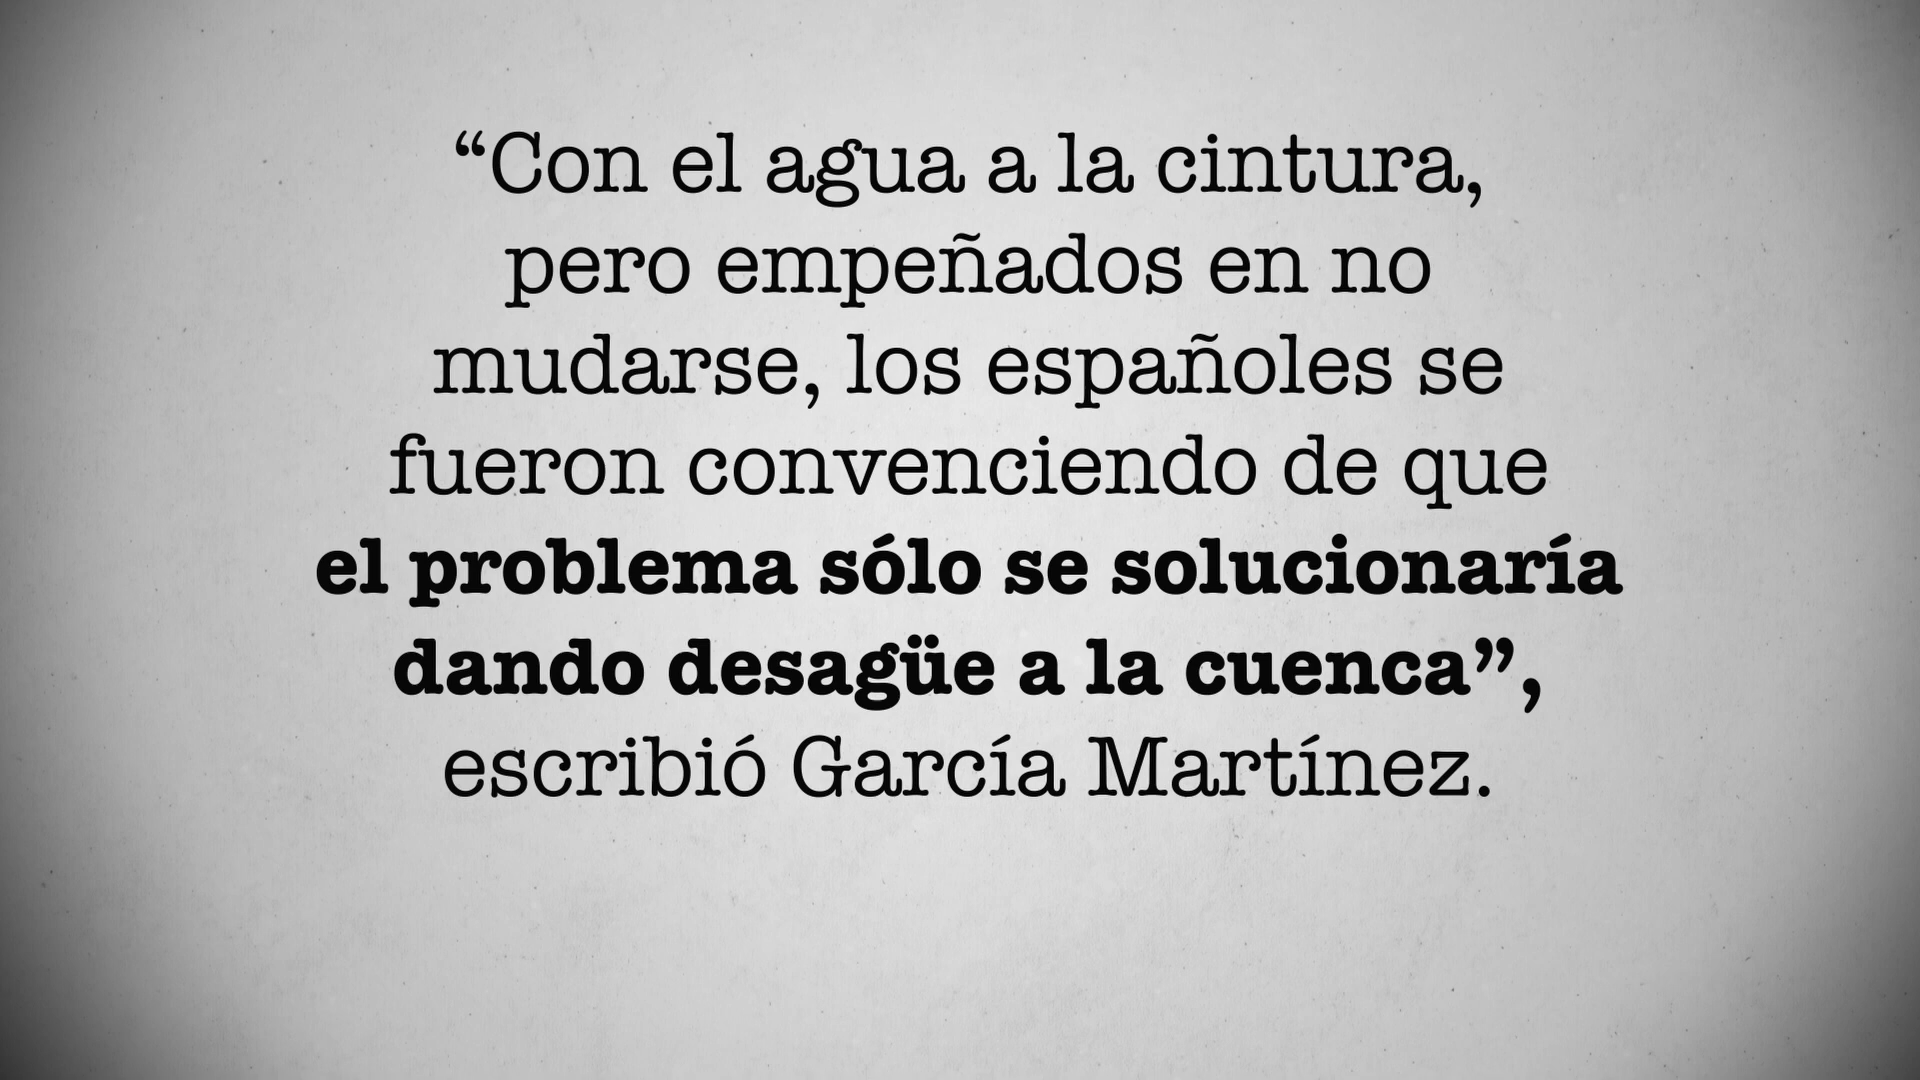 “Con el agua a la cintura,
pero empeñados en no
mudarse, los españoles se
fueron convenciendo de que
el problema sólo se solucionaría
dando desagüe a la cuenca”,
escribió García Martínez.